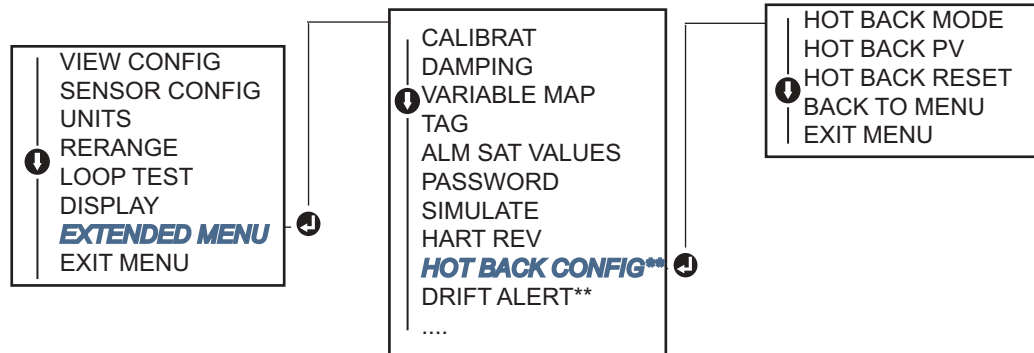 VIEW CONFIG
SENSOR CONFIG
UNITS
RERANGE
LOOP TEST
DISPLAY
EXTENDED MENU
EXIT MENU
CALIBRAT
DAMPING
VARIABLE MAP
TAG
ALM SAT VALUES
PASSWORD
SIMULATE
HART REV
HOT BACK CONFIG**
DRIFT ALERT**
....
HOT BACK MODE
HOT BACK PV
HOT BACK RESET
BACK TO MENU
EXIT MENU